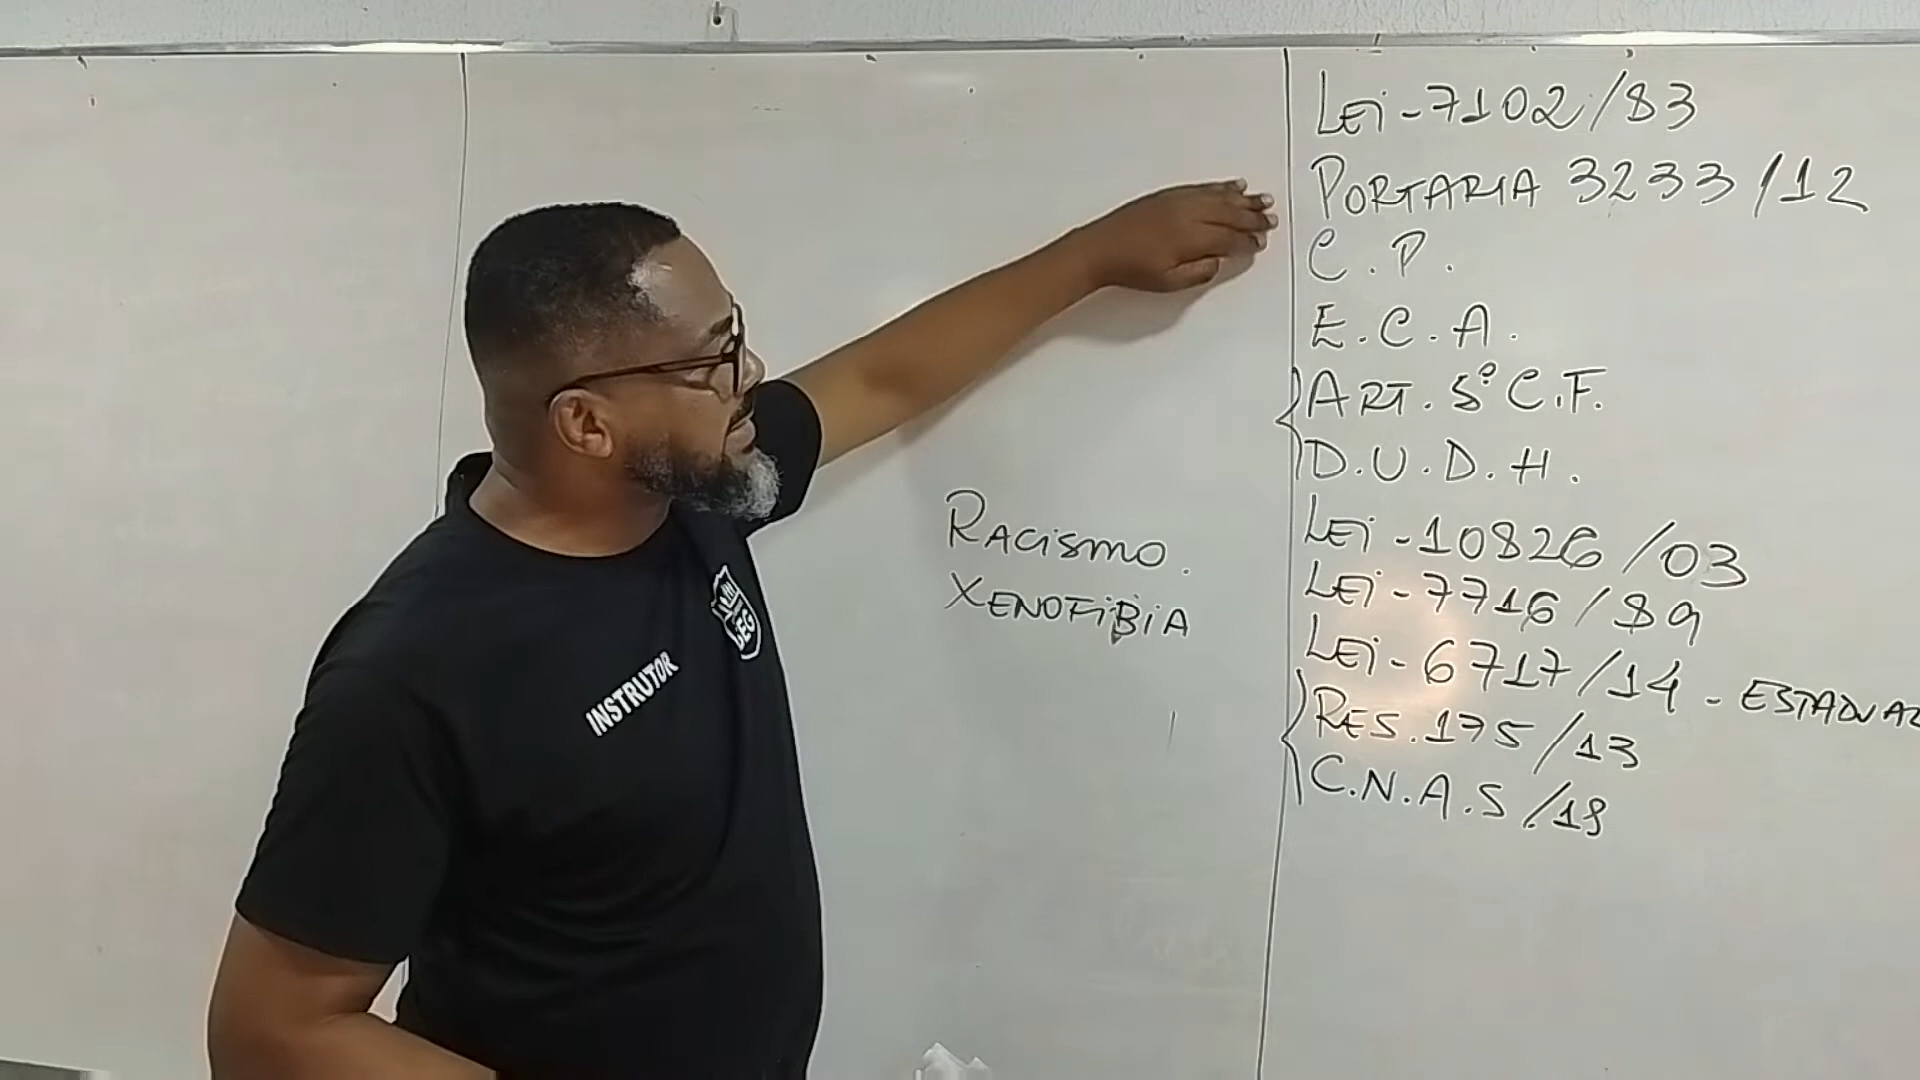 Lei - 7102/83
PORTARIA 3233/12
C.P.
E.C.A.
ART. 5º C.F.
D.U.D.H.
Lei - 10826/03
Lei - 7716/89
Lei - 6717/14 - ESTADUAL
RES. 175/13
C.N.A.S/18
RACiSMO.
XENOFiBiA
INSTRUTOR